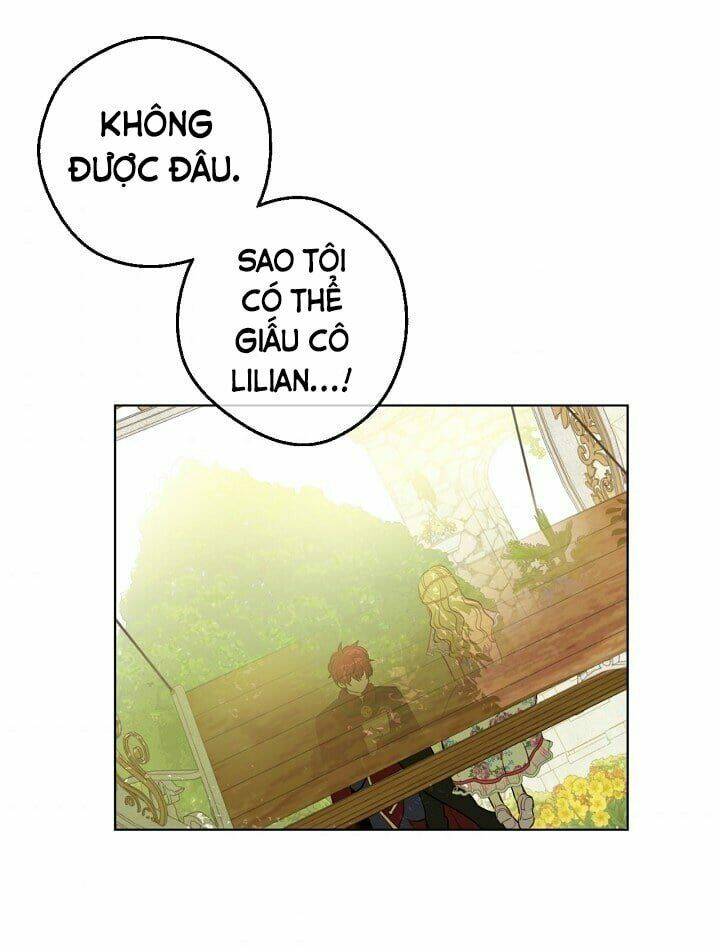 KHÔNG
ĐƯỢC ĐÂU.
SAO TÔI
CÓ THỂ
GIẤU CÔ
LILIAN...!